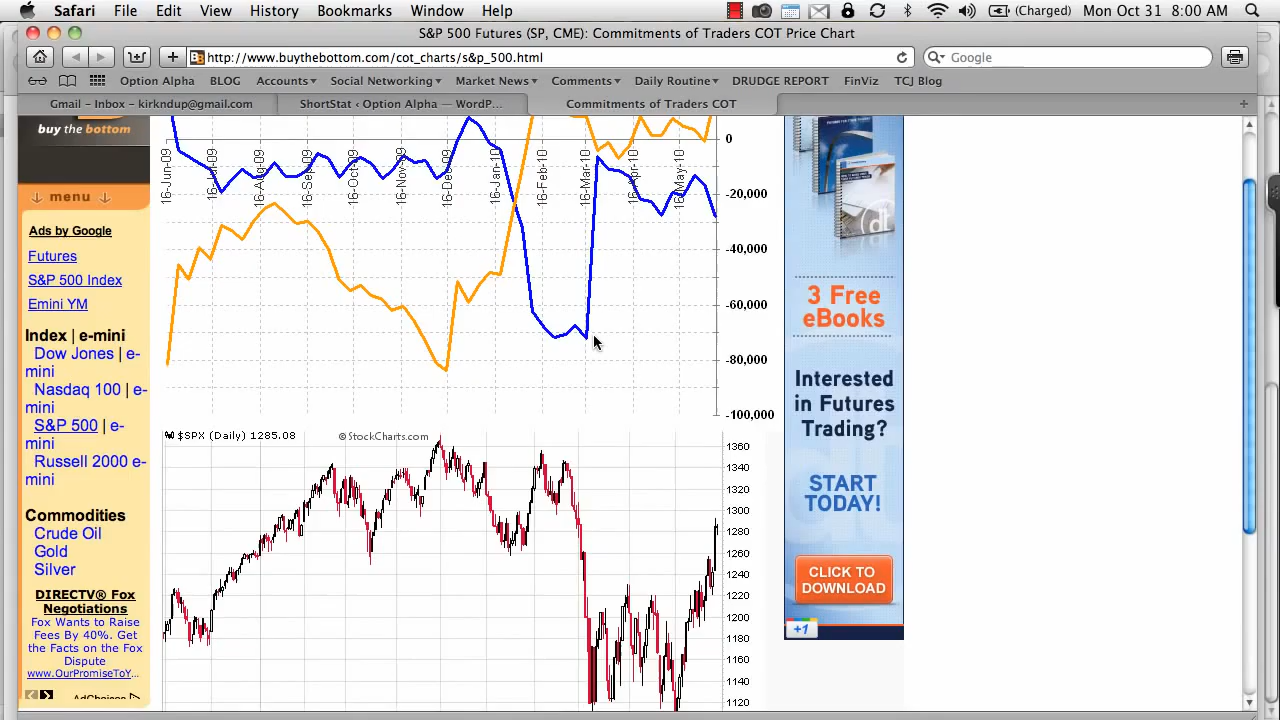 Safari File Edit View History Bookmarks Window Help (Charged) Mon Oct 31 8:00 AM
S&P 500 Futures (SP, CME): Commitments of Traders COT Price Chart
http://www.buythebottom.com/cot_charts/s&p_500.html
Google
Option Alpha BLOG Accounts Social Networking Market News Comments Daily Routine DRUDGE REPORT FinViz TCJ Blog
Gmail – Inbox – kirkndup@gmail.com
ShortStat ‹ Option Alpha — WordP...
Commitments of Traders COT
buy the bottom
menu
Ads by Google
Futures
S&P 500 Index
Emini YM
Index | e-mini
Dow Jones | e-
mini
Nasdaq 100 | e-
mini
S&P 500 | e-
mini
Russell 2000 e-
mini
Commodities
Crude Oil
Gold
Silver
DIRECTV® Fox
Negotiations
Fox Wants to Raise
Fees By 40%. Get
the Facts on the Fox
Dispute
www.OurPromiseToY...
AdChoices
16-Jun-09
16-Jul-09
16-Aug-09
16-Sep-09
16-Oct-09
16-Nov-09
16-Dec-09
16-Jan-10
16-Feb-10
16-Mar-10
16-Apr-10
16-May-10
0
-20,000
-40,000
-60,000
-80,000
-100,000
$SPX (Daily) 1285.08
©StockCharts.com
1360
1340
1320
1300
1280
1260
1240
1220
1200
1180
1160
1140
1120
dt
3 Free
eBooks
Interested
in Futures
Trading?
START
TODAY!
CLICK TO
DOWNLOAD
+1